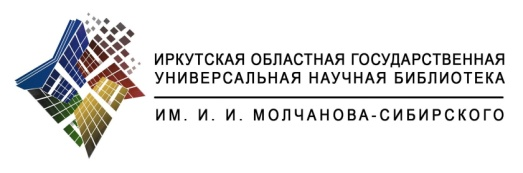 ИРКУТСКАЯ ОБЛАСТНАЯ ГОСУДАРСТВЕННАЯ
УНИВЕРСАЛЬНАЯ НАУЧНАЯ БИБЛИОТЕКА
ИМ. И. И. МОЛЧАНОВА-СИБИРСКОГО